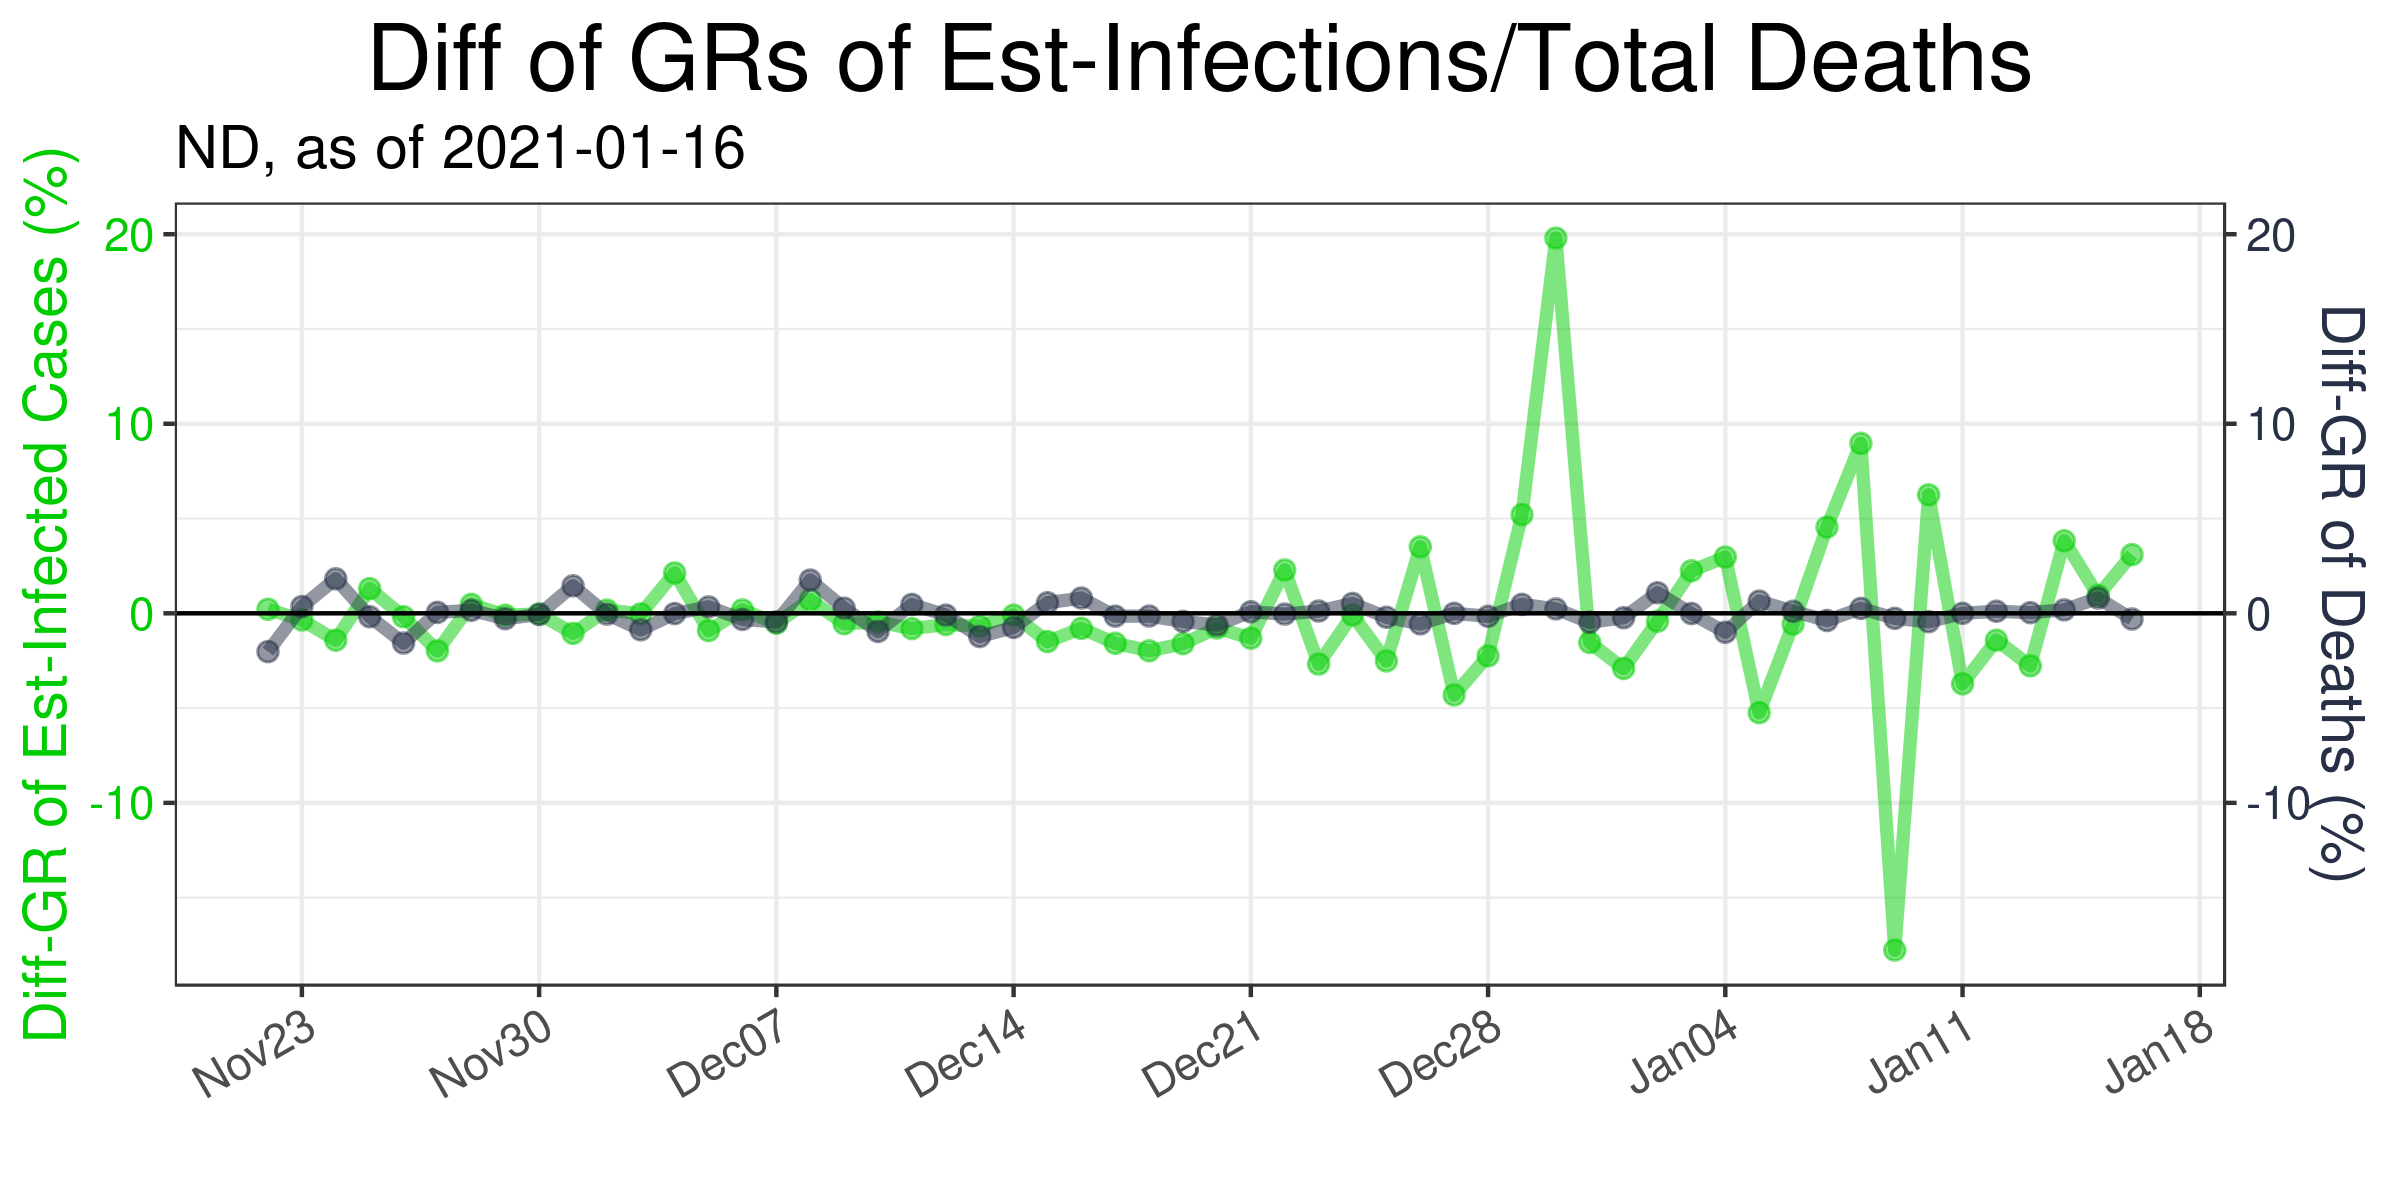 Diff of GRs of Est-Infections/Total Deaths
ND, as of 2021-01-16
Diff-GR of Est-Infected Cases (%)
20
10
0
-10
20
10
0
-10
Diff-GR of Deaths (%)
Nov23
Nov30
Dec07
Dec14
Dec21
Dec28
Jan04
Jan11
Jan18